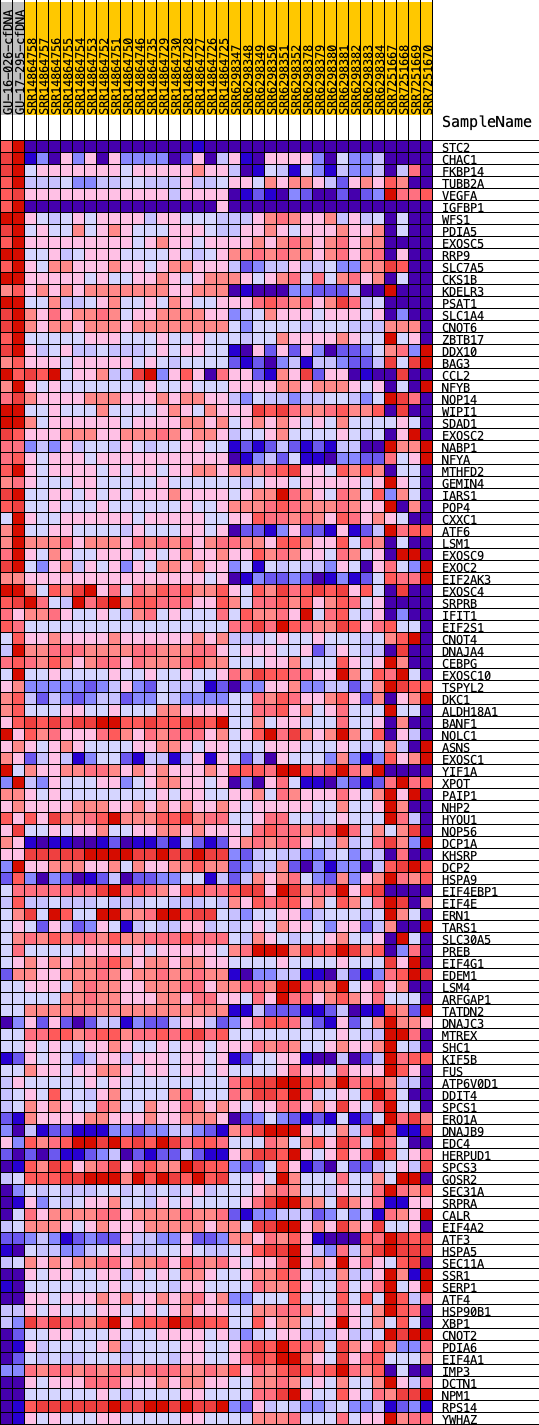 GU-16-026-cfDNA
GU-17-295-cfDNA
SRR14864758
SRR14864757
SRR14864756
SRR14864755
SRR14864754
SRR14864753
SRR14864752
SRR14864751
SRR14864750
SRR14864746
SRR14864735
SRR14864729
SRR14864730
SRR14864728
SRR14864727
SRR14864726
SRR14864725
SRR6298347
SRR6298348
SRR6298349
SRR6298350
SRR6298351
SRR6298352
SRR6298378
SRR6298379
SRR6298380
SRR6298381
SRR6298382
SRR6298383
SRR6298384
SRR7251667
SRR7251668
SRR7251669
SRR7251670
SampleName
STC2
CHAC1
FKBP14
TUBB2A
VEGFA
IGFBP1
WFS1
PDIA5
EXOSC5
RRP9
SLC7A5
CKS1B
KDELR3
PSAT1
SLC1A4
CNOT6
ZBTB17
DDX10
BAG3
CCL2
NFYB
NOP14
WIPI1
SDAD1
EXOSC2
NABP1
NFYA
MTHFD2
GEMIN4
IARS1
POP4
CXXC1
ATF6
LSM1
EXOSC9
EXOC2
EIF2AK3
EXOSC4
SRPRB
IFIT1
EIF2S1
CNOT4
DNAJA4
CEBPG
EXOSC10
TSPYL2
DKC1
ALDH18A1
BANF1
NOLC1
ASNS
EXOSC1
YIF1A
XPOT
PAIP1
NHP2
HYOU1
NOP56
DCP1A
KHSRP
DCP2
HSPA9
EIF4EBP1
EIF4E
ERN1
TARS1
SLC30A5
PREB
EIF4G1
EDEM1
LSM4
ARFGAP1
TATDN2
DNAJC3
MTREX
SHC1
KIF5B
FUS
ATP6V0D1
DDIT4
SPCS1
ERO1A
DNAJB9
EDC4
HERPUD1
SPCS3
GOSR2
SEC31A
SRPRA
CALR
EIF4A2
ATF3
HSPA5
SEC11A
SSR1
SERP1
ATF4
HSP90B1
XBP1
CNOT2
PDIA6
EIF4A1
IMP3
DCTN1
NPM1
RPS14
YWHAZ